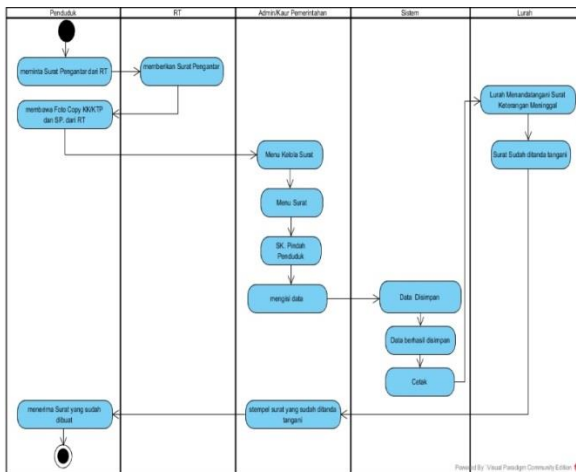 Penduduk
RT
Admin/Kaur Pemerintahan
Sistem
Lurah
meminta Surat Pengantar dari RT
memberikan Surat Pengantar
membawa Foto Copy KK/KTP
dan SP. dari RT
Lurah Menandatangani Surat
Keterangan Meninggal
Menu Kelola Surat
Surat Sudah ditanda tangani
Menu Surat
SK. Pindah
Penduduk
mengisi data
Data Disimpan
Data berhasil disimpan
Cetak
menerima Surat yang sudah
dibuat
stempel surat yang sudah ditanda
tangani
Powered By Visual Paradigm Community Edition